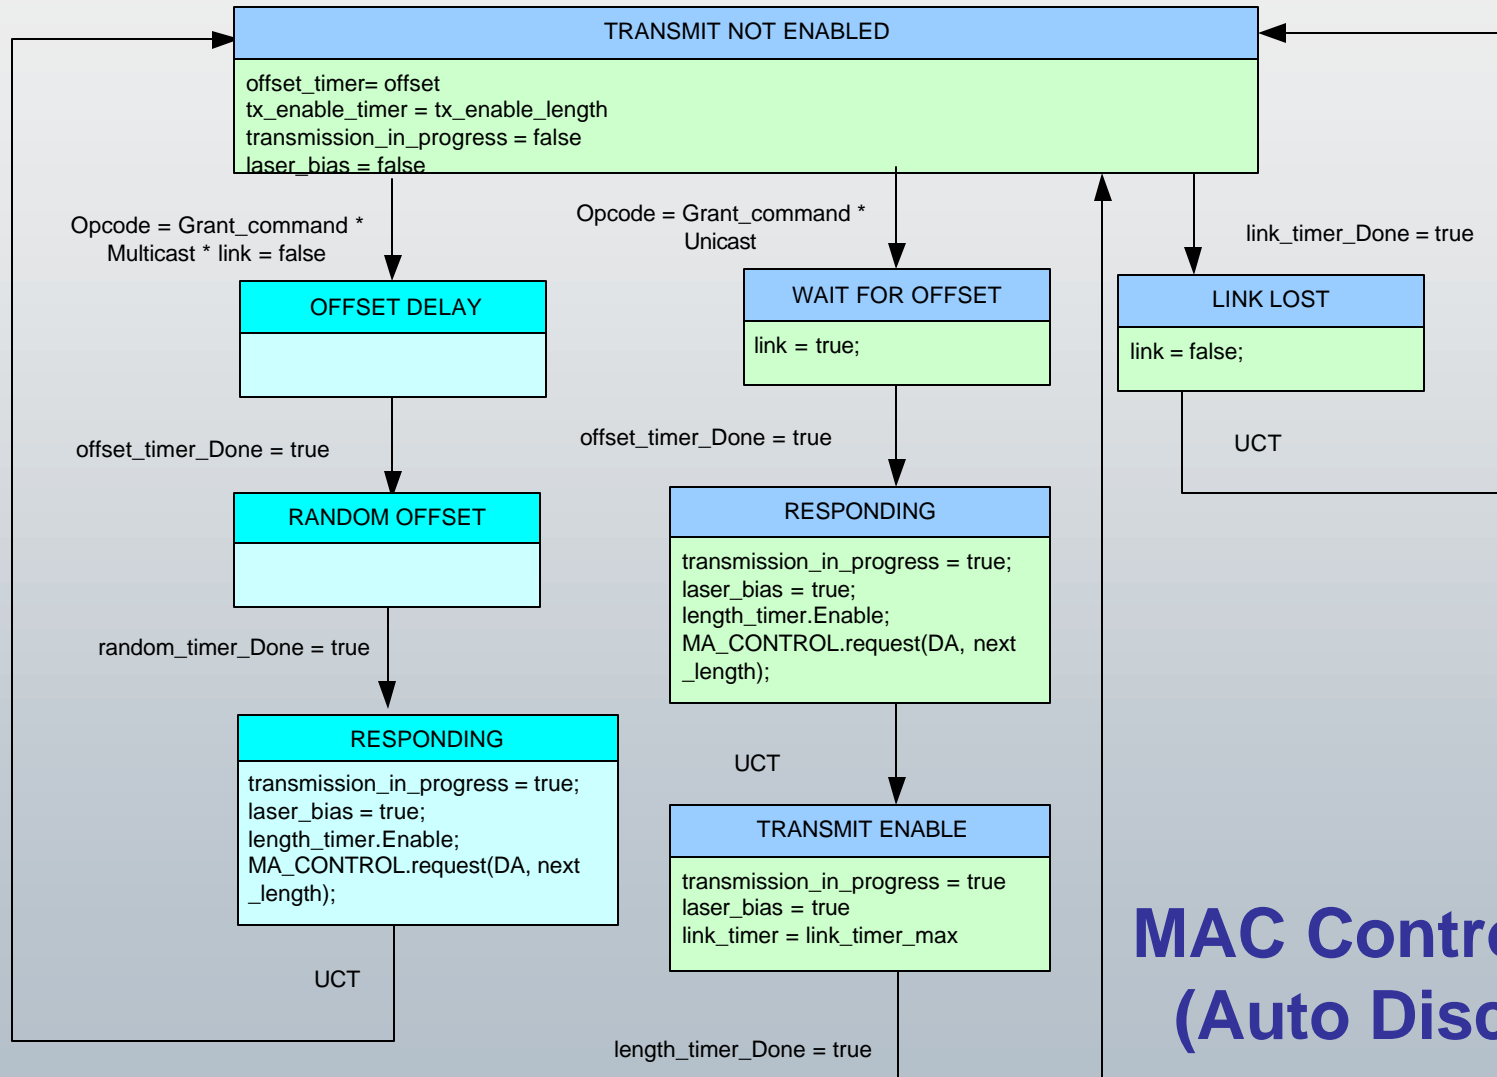 TRANSMIT NOT ENABLED
offset_timer= offset
tx_enable_timer = tx_enable_length
transmission_in_progress = false
laser_bias = false
Opcode = Grant_command *
Multicast * link = false
Opcode = Grant_command *
Unicast
link_timer_Done = true
OFFSET DELAY
WAIT FOR OFFSET
link = true;
LINK LOST
link = false;
offset_timer_Done = true
offset_timer_Done = true
UCT
RANDOM OFFSET
RESPONDING
transmission_in_progress = true;
laser_bias = true;
length_timer.Enable;
MA_CONTROL.request(DA, next
_length);
random_timer_Done = true
RESPONDING
transmission_in_progress = true;
laser_bias = true;
length_timer.Enable;
MA_CONTROL.request(DA, next
_length);
UCT
TRANSMIT ENABLE
transmission_in_progress = true
laser_bias = true
link_timer = link_timer_max
UCT
length_timer_Done = true
MAC Contro
(Auto Disc